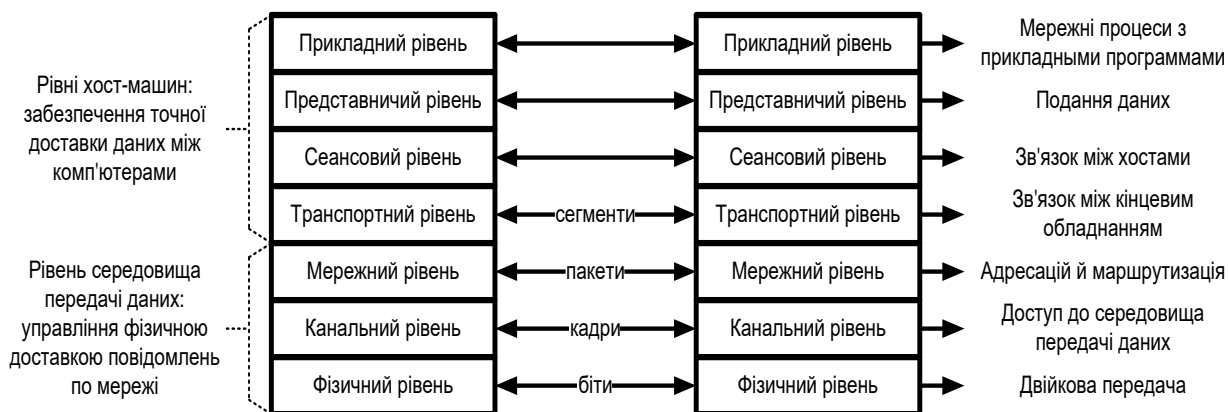 Рівні хост-машин:
забезпечення точної
доставки даних між
комп'ютерами
Рівень середовища
передачі даних:
управління фізичною
доставкою повідомлень
по мережі
Прикладний рівень
Представничий рівень
Сеансовий рівень
Транспортний рівень
Мережний рівень
Канальний рівень
Фізичний рівень
сегменти
пакети
кадри
біти
Прикладний рівень
Представничий рівень
Сеансовий рівень
Транспортний рівень
Мережний рівень
Канальний рівень
Фізичний рівень
Мережні процеси з
прикладными программами
Подання даних
Зв'язок між хостами
Зв'язок між кінцевим
обладнанням
Адресацій й маршрутизація
Доступ до середовища
передачі даних
Двійкова передача